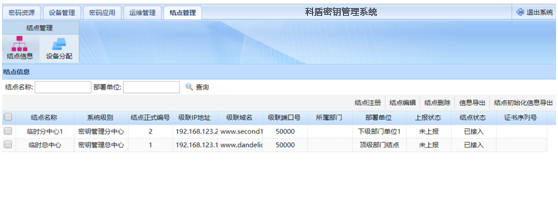 密码资源 设备管理 密码应用 运维管理 结点管理 科盾密钥管理系统 退出系统
结点管理
结点信息 设备分配
结点信息
结点名称: 部署单位: 查询
结点注册 结点编辑 结点删除 信息导出 结点初始化信息导出
结点名称 系统级别 结点正式编号 级联IP地址 级联域名 级联端口号 所属部门 部署单位 上报状态 结点状态 证书序列号
临时分中心1 密钥管理分中心 2 192.168.123.2 www.second1 50000 下级部门单位1 未上报 已接入
临时总中心 密钥管理总中心 1 192.168.123.1 www.dandelic 50000 顶级部门结点 未上报 已接入